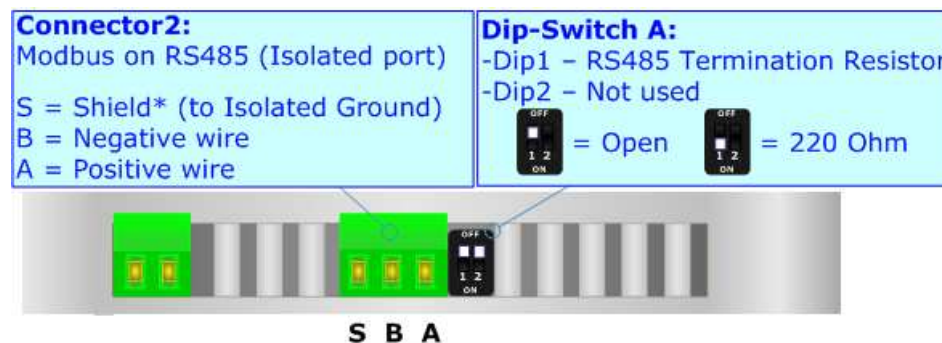 Connector2:
Modbus on RS485 (Isolated port)
S = Shield* (to Isolated Ground)
B = Negative wire
A = Positive wire
Dip-Switch A:
-Dip1 – RS485 Termination Resistor
-Dip2 – Not used
OFF
1 2
ON
= Open
OFF
1 2
ON
= 220 Ohm
OFF
1 2
ON
S B A